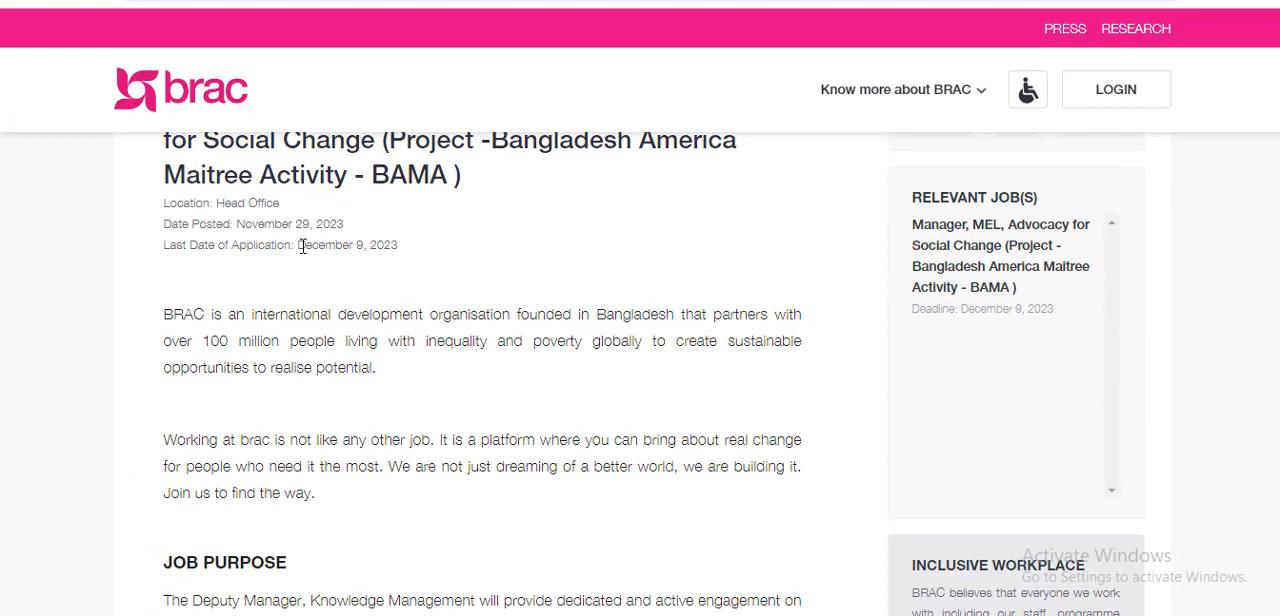 PRESS RESEARCH
brac
Know more about BRAC
LOGIN
for Social Change (Project -Bangladesh America
Maitree Activity - BAMA )
Location: Head Office
Date Posted: November 29, 2023
Last Date of Application: December 9, 2023
BRAC is an international development organisation founded in Bangladesh that partners with
over 100 million people living with inequality and poverty globally to create sustainable
opportunities to realise potential.
Working at brac is not like any other job. It is a platform where you can bring about real change
for people who need it the most. We are not just dreaming of a better world, we are building it.
Join us to find the way.
JOB PURPOSE
The Deputy Manager, Knowledge Management will provide dedicated and active engagement on
RELEVANT JOB(S)
Manager, MEL, Advocacy for
Social Change (Project -
Bangladesh America Maitree
Activity - BAMA )
Deadline: December 9, 2023
INCLUSIVE WORKPLACE
BRAC believes that everyone we work
with including our staff programme
Activate Windows
Go to Settings to activate Windows.